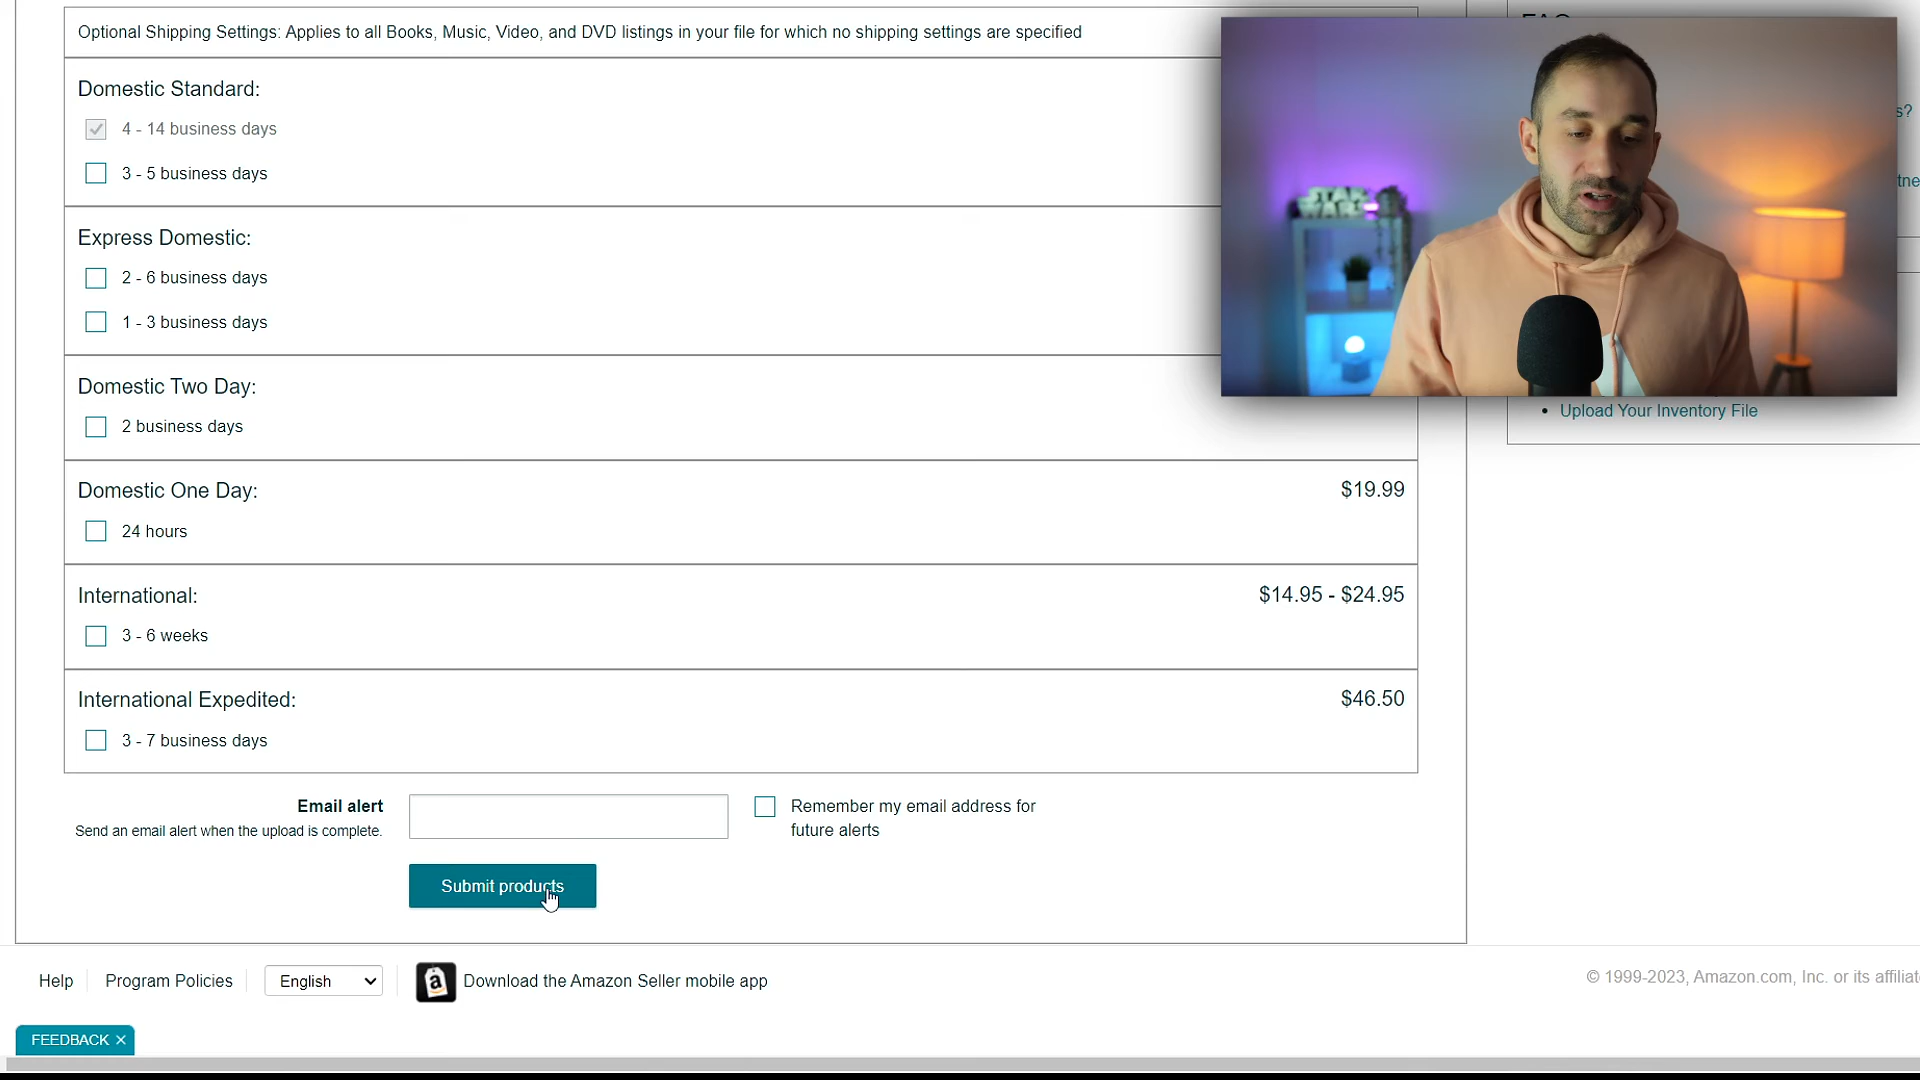 Optional Shipping Settings: Applies to all Books, Music, Video, and DVD listings in your file for which no shipping settings are specified
Domestic Standard:
4 - 14 business days
3 - 5 business days
Express Domestic:
2 - 6 business days
1 - 3 business days
Domestic Two Day:
2 business days
Domestic One Day:
$19.99
24 hours
International:
$14.95 - $24.95
3 - 6 weeks
International Expedited:
$46.50
3 - 7 business days
Email alert
Send an email alert when the upload is complete.
Remember my email address for
future alerts
Submit products
FAQ
s?
STAR
WARS
Upload Your Inventory File
Help
Program Policies
English
Download the Amazon Seller mobile app
© 1999-2023, Amazon.com, Inc. or its affiliat
FEEDBACK